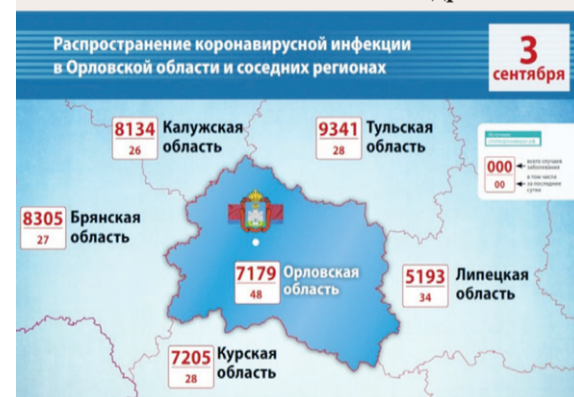 Распространение коронавирусной инфекции
в Орловской области и соседних регионах
3
сентября
8134
26
Калужская
область
9341
28
Тульская
область
000
00
всего случаев
заболевания
в том числе
за последние
сутки
8305
27
Брянская
область
7179
48
Орловская
область
5193
34
Липецкая
область
7205
28
Курская
область